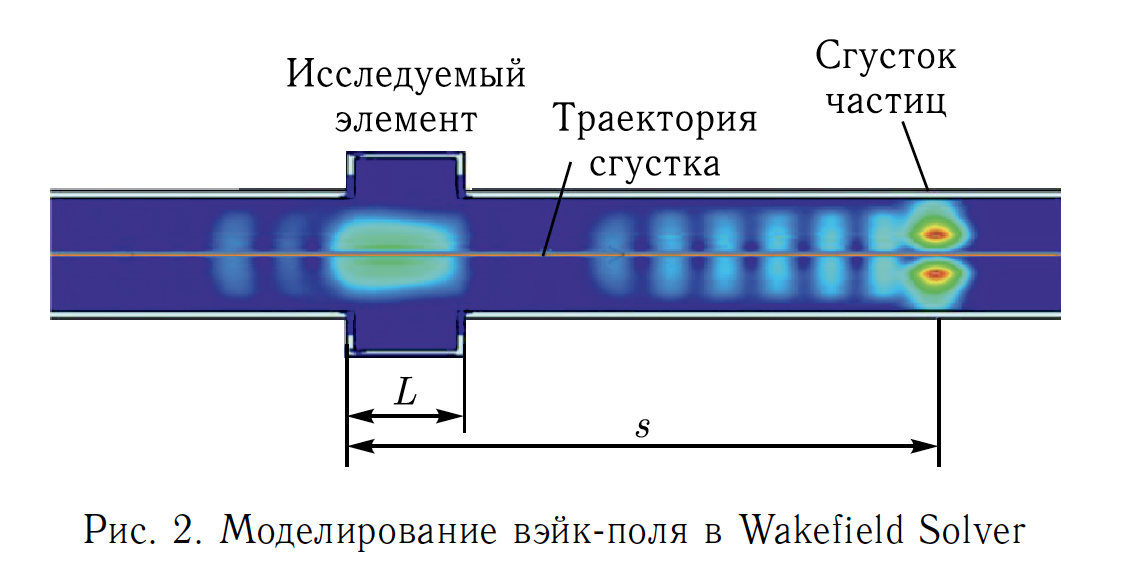 Исследуемый
элемент
Траектория
сгустка
Сгусток
частиц
L
s
Рис. 2. Моделирование вэйк-поля в Wakefield Solver